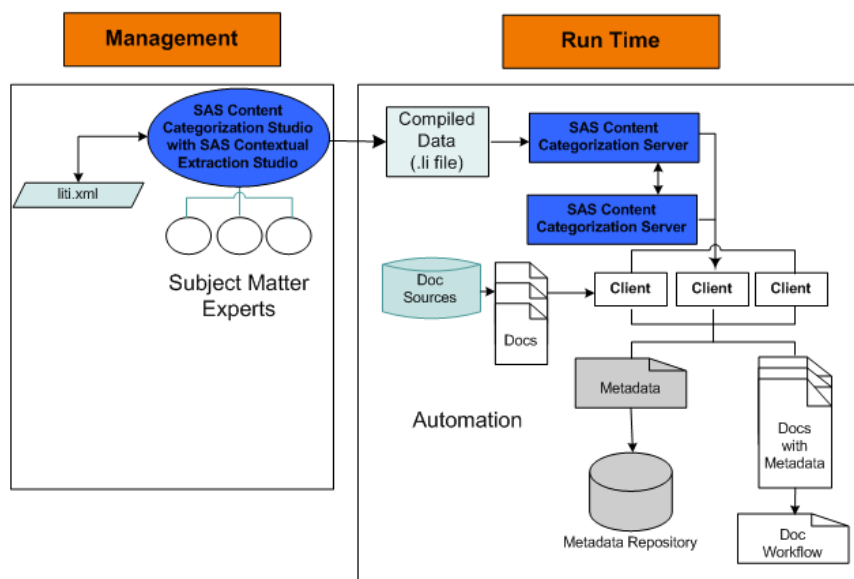 Management
Run Time
SAS Content
Categorization Studio
with SAS Contextual
Extraction Studio
liti.xml
Subject Matter
Experts
Compiled
Data
(.li file)
SAS Content
Categorization Server
SAS Content
Categorization Server
Doc
Sources
Docs
Client
Client
Client
Automation
Metadata
Metadata Repository
Docs
with
Metadata
Doc
Workflow